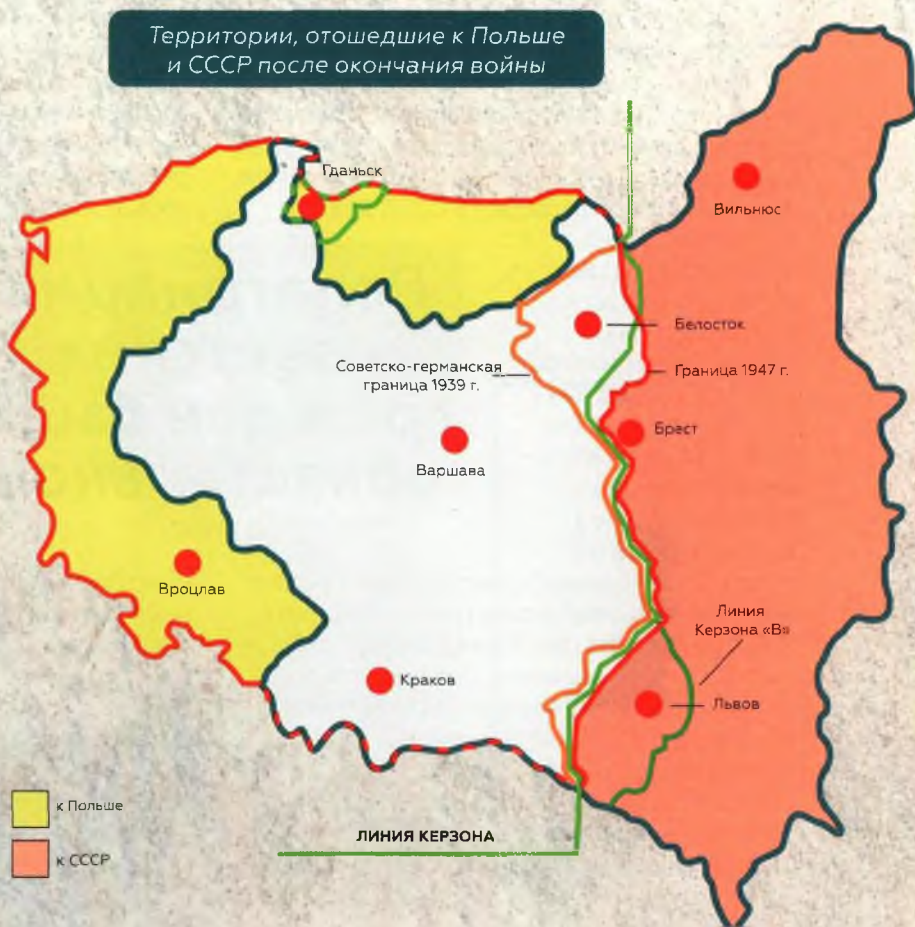 Территории, отошедшие к Польше
и СССР после окончания войны
Гданьск
Вильнюс
Белосток
Советско-германская
граница 1939 г.
Граница 1947 г.
Брест
Варшава
Вроцлав
Линия
Керзона «В»
Краков
Львов
к Польше
ЛИНИЯ КЕРЗОНА
к СССР